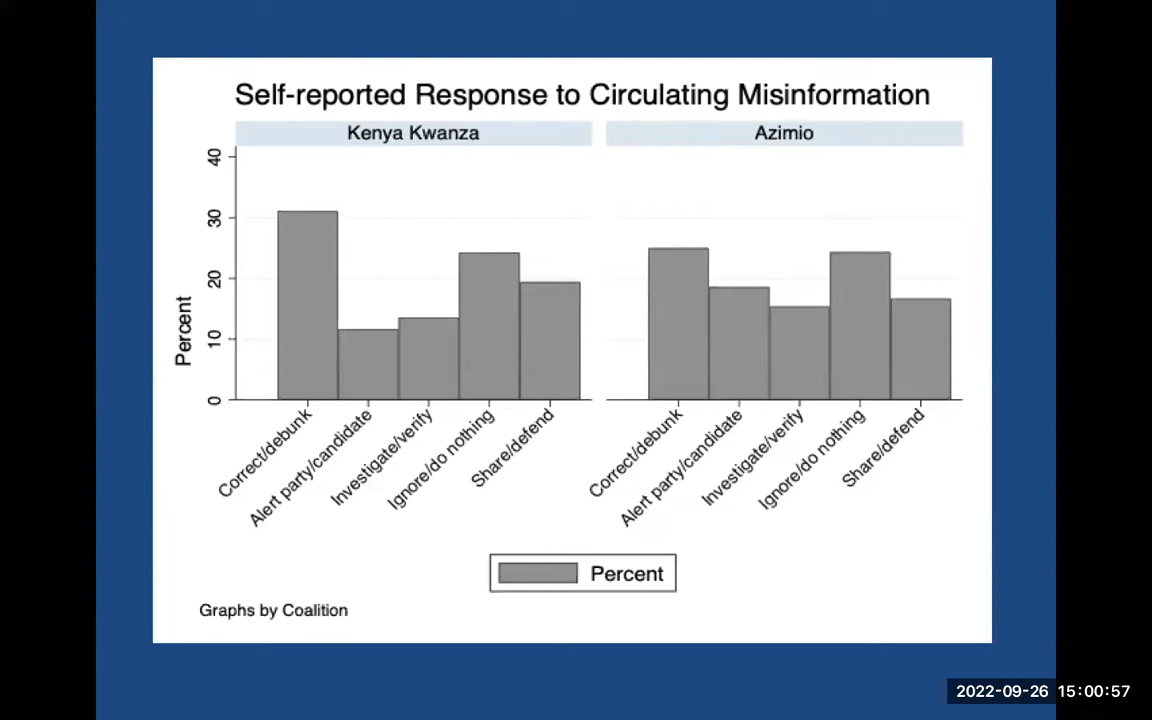 Self-reported Response to Circulating Misinformation
Kenya Kwanza
Azimio
Percent
40
30
20
10
0
Correct/debunk
Alert party/candidate
Investigate/verify
Ignore/do nothing
Share/defend
Correct/debunk
Alert party/candidate
Investigate/verify
Ignore/do nothing
Share/defend
Percent
Graphs by Coalition
2022-09-26 15:00:57